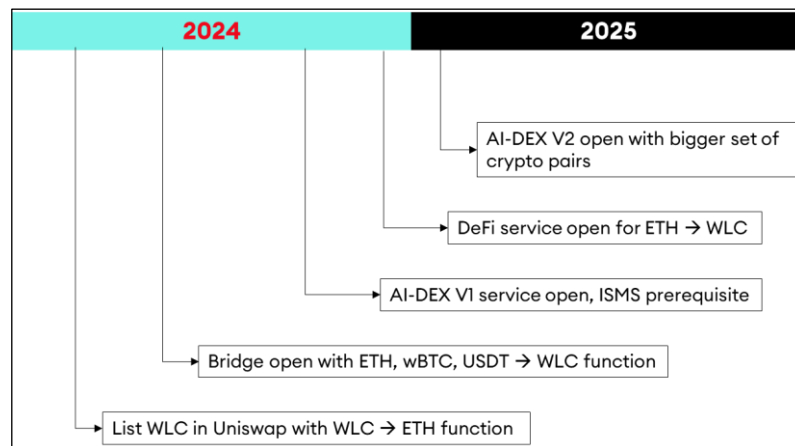 2024 2025
AI-DEX V2 open with bigger set of
crypto pairs
DeFi service open for ETH → WLC
AI-DEX V1 service open, ISMS prerequisite
Bridge open with ETH, wBTC, USDT → WLC function
List WLC in Uniswap with WLC → ETH function